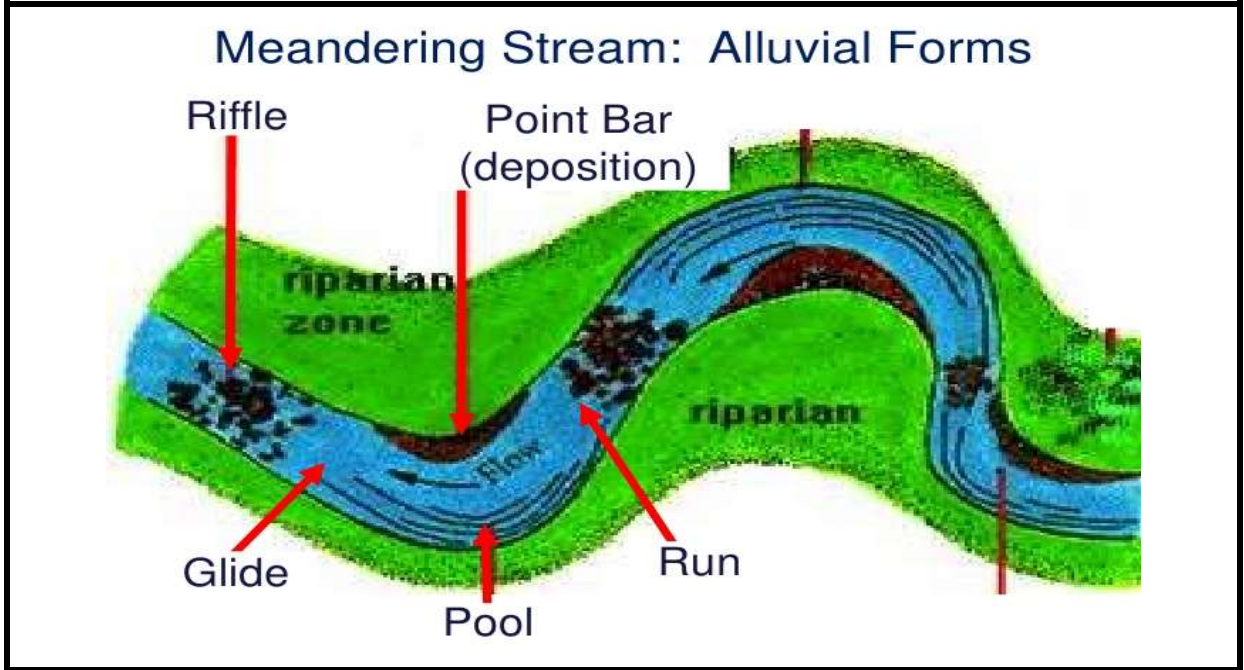 Meandering Stream: Alluvial Forms
Riffle
Point Bar
(deposition)
riparian
zone
riparian
Flow
Glide
Run
Pool